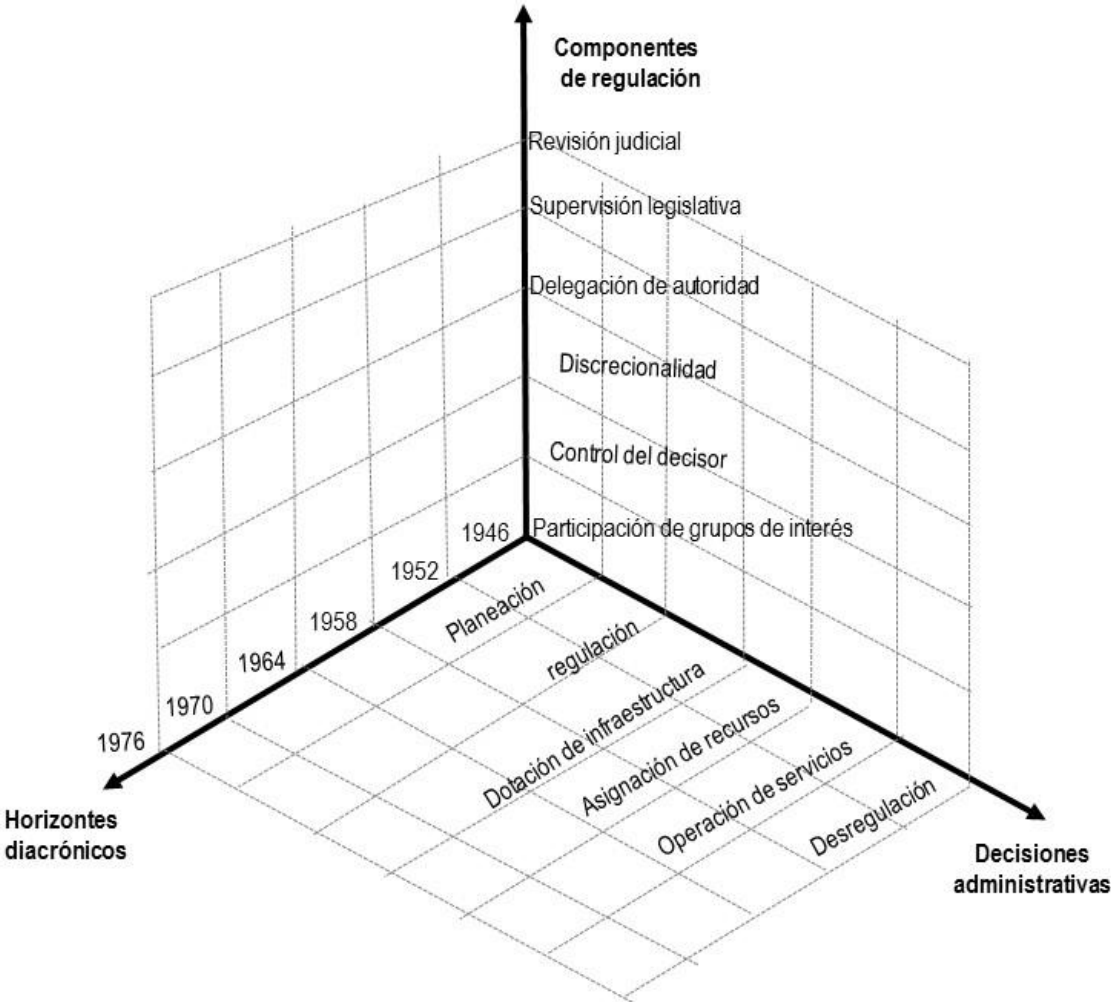 Componentes
de regulación
Revisión judicial
Supervisión legislativa
Delegación de autoridad
Discrecionalidad
Control del decisor
Participación de grupos de interés
1946
1952
1958
1964
1970
1976
Planeación
regulación
Dotación de infraestructura
Asignación de recursos
Operación de servicios
Desregulación
Horizontes
diacrónicos
Decisiones
administrativas